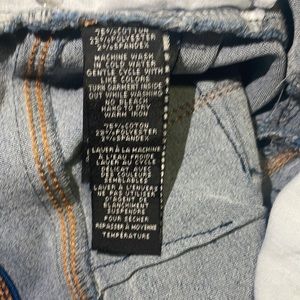 75%COTTON
23%POLYESTER
2%SPANDEX
MACHINE WASH
IN COLD WATER
GENTLE CYCLE WITH
LIKE COLORS
TURN GARMENT INSIDE
OUT WHILE WASHING
NO BLEACH
HANG TO DRY
WARM IRON
75%COTON
23%POLYESTER
2%SPANDEX
LAVER À LA MACHINE
À L'EAU FROIDE
LAVER AU CYCLE
DÉLICAT AVEC
DES COULEURS
SEMBLABLES
LAVER À L'ENVERS
NE PAS UTILISER
D'AGENT DE
BLANCHIMENT
SUSPENDRE
POUR SÉCHER
REPASSER À MOYENNE
TEMPÉRATURE